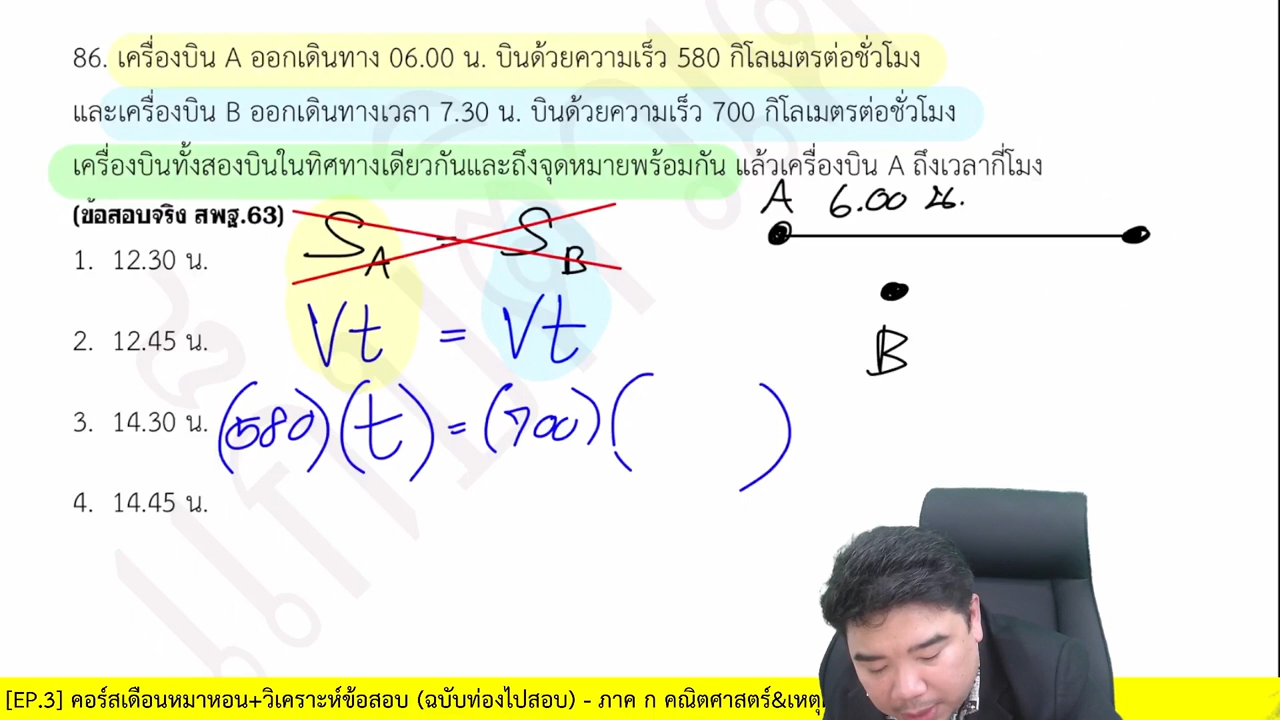 86. เครื่องบิน A ออกเดินทาง 06.00 น. บินด้วยความเร็ว 580 กิโลเมตรต่อชั่วโมง
และเครื่องบิน B ออกเดินทางเวลา 7.30 น. บินด้วยความเร็ว 700 กิโลเมตรต่อชั่วโมง
เครื่องบินทั้งสองบินในทิศทางเดียวกันและถึงจุดหมายพร้อมกัน แล้วเครื่องบิน A ถึงเวลากี่โมง
(ข้อสอบจริง สพฐ.63)
A 6.00 น.
S_A = S_B
1. 12.30 น.
Vt = Vt
2. 12.45 น.
B
3. 14.30 น.
(580)(t) = (700)( )
4. 14.45 น.
[EP.3] คอร์สเดือนหมาหอน+วิเคราะห์ข้อสอบ (ฉบับท่องไปสอบ) - ภาค ก คณิตศาสตร์&เหตุ